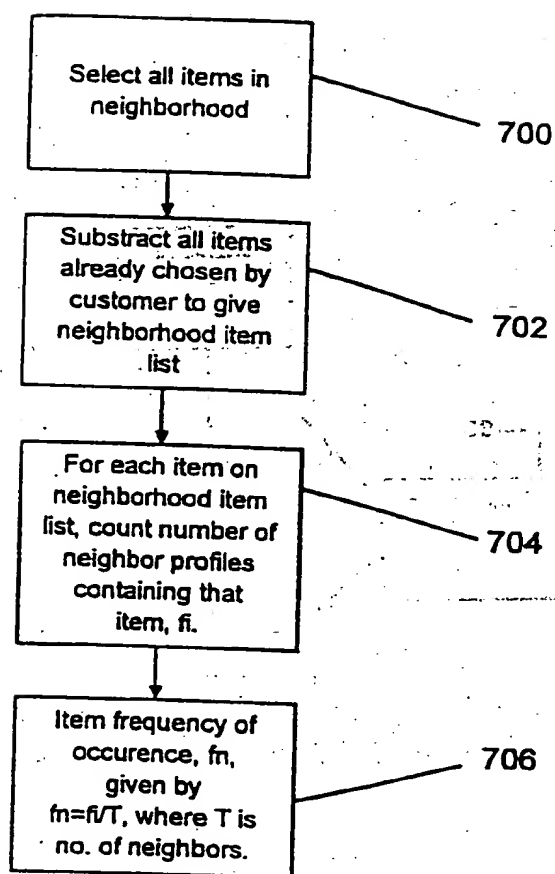 Select all items in
neighborhood
700
Substract all items
already chosen by
customer to give
neighborhood item
list
702
For each item on
neighborhood item
list, count number of
neighbor profiles
containing that
item, fi.
704
Item frequency of
occurence, fn,
given by
fn=fi/T, where T is
no. of neighbors.
706